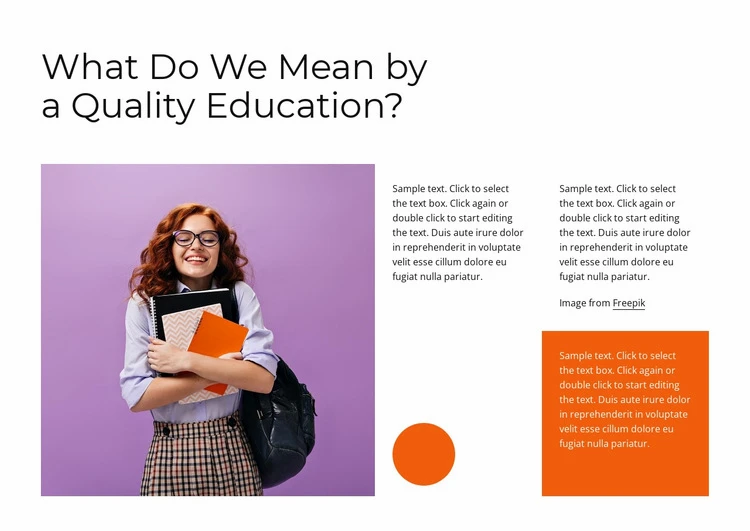 What Do We Mean by
a Quality Education?
Sample text. Click to select
the text box. Click again or
double click to start editing
the text. Duis aute irure dolor
in reprehenderit in voluptate
velit esse cillum dolore eu
fugiat nulla pariatur.
Sample text. Click to select
the text box. Click again or
double click to start editing
the text. Duis aute irure dolor
in reprehenderit in voluptate
velit esse cillum dolore eu
fugiat nulla pariatur.
Image from Freepik
Sample text. Click to select
the text box. Click again or
double click to start editing
the text. Duis aute irure dolor
in reprehenderit in voluptate
velit esse cillum dolore eu
fugiat nulla pariatur.